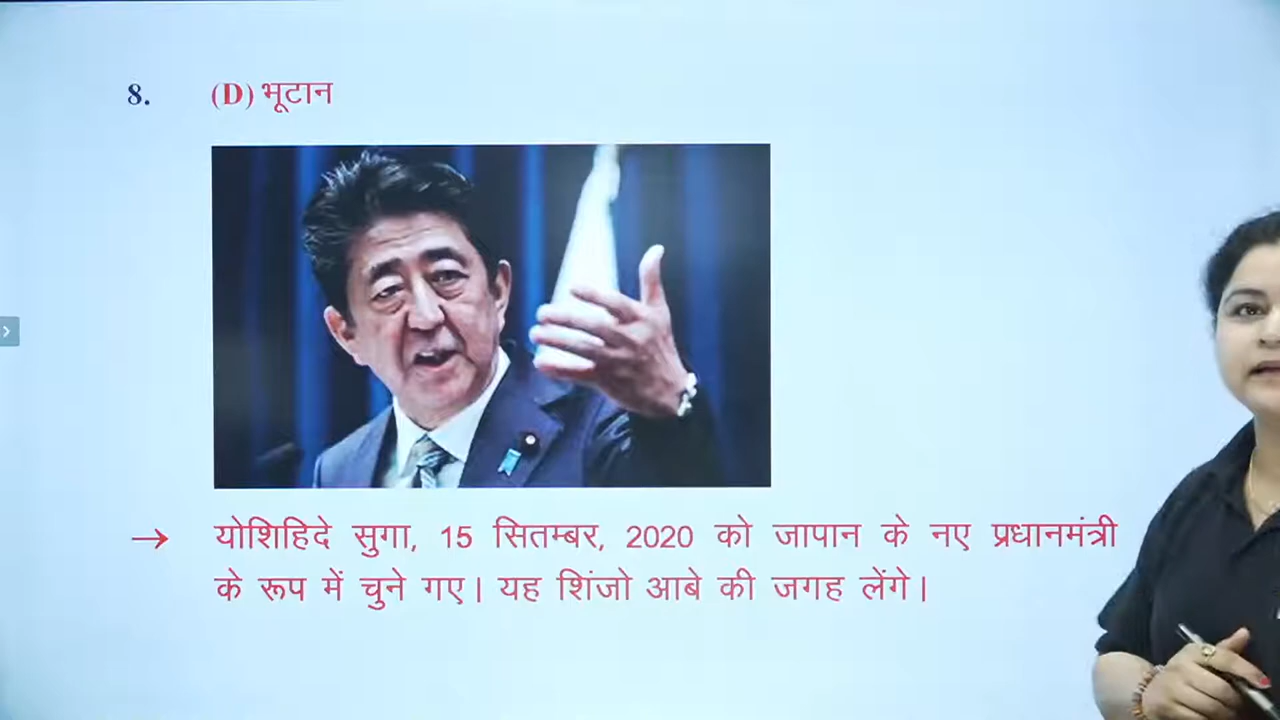 8. (D) भूटान
→ योशिहिदे सुगा, 15 सितम्बर, 2020 को जापान के नए प्रधानमंत्री
के रूप में चुने गए। यह शिंजो आबे की जगह लेंगे।